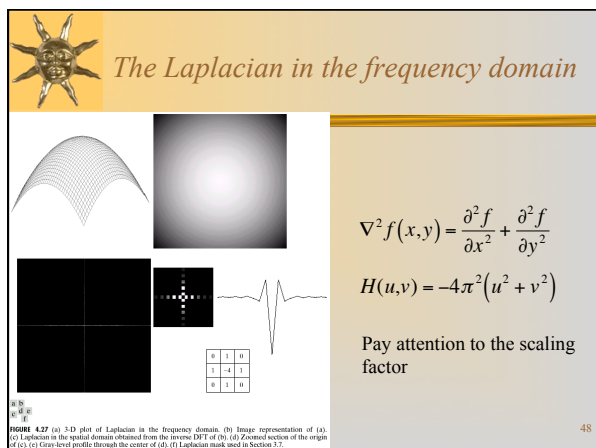 The Laplacian in the frequency domain
0 1 0
1 −4 1
0 1 0
a b
c d e
f
FIGURE 4.27 (a) 3-D plot of Laplacian in the frequency domain. (b) Image representation of (a).
(c) Laplacian in the spatial domain obtained from the inverse DFT of (b). (d) Zoomed section of the origin
of (c). (e) Gray-level profile through the center of (d). (f) Laplacian mask used in Section 3.7.
∇²f(x,y) = ∂²f/∂x² + ∂²f/∂y²
H(u,v) = −4π²(u² + v²)
Pay attention to the scaling
factor
48